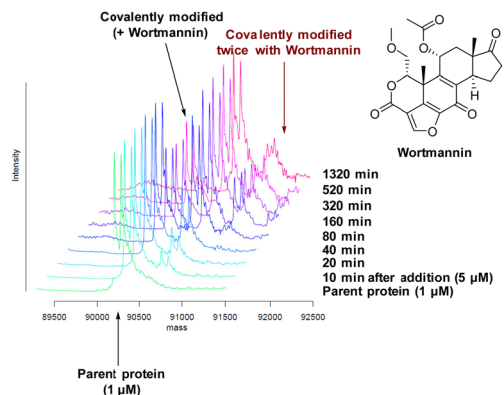 Covalently modified
(+ Wortmannin)
Covalently modified
twice with Wortmannin
O
O
O
O
O
O
O
O
Wortmannin
Intensity
1320 min
520 min
320 min
160 min
80 min
40 min
20 min
10 min after addition (5 µM)
Parent protein (1 µM)
89500 90000 90500 91000 91500 92000 92500
mass
Parent protein
(1 µM)